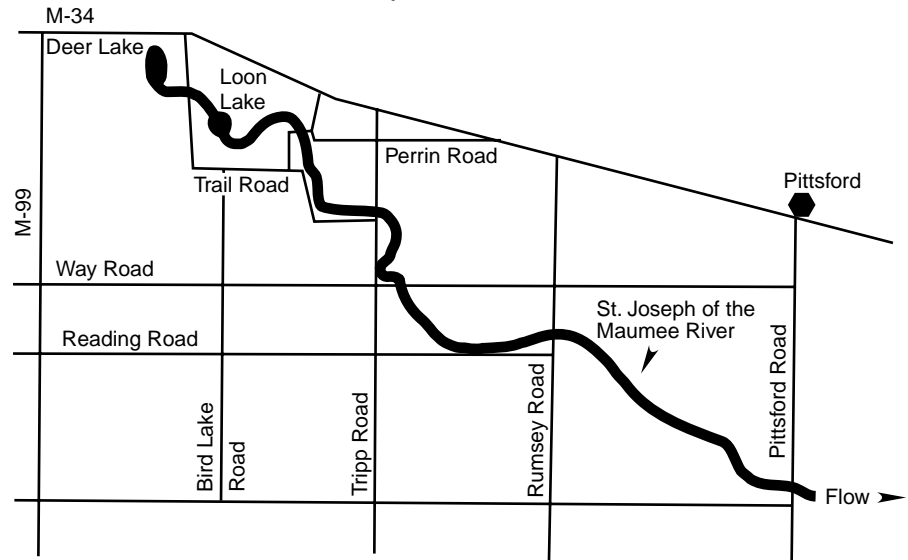 M-34
Deer Lake
Loon
Lake
Perrin Road
Trail Road
Pittsford
M-99
Way Road
St. Joseph of the
Maumee River
Reading Road
Bird Lake
Road
Tripp Road
Rumsey Road
Pittsford Road
Flow